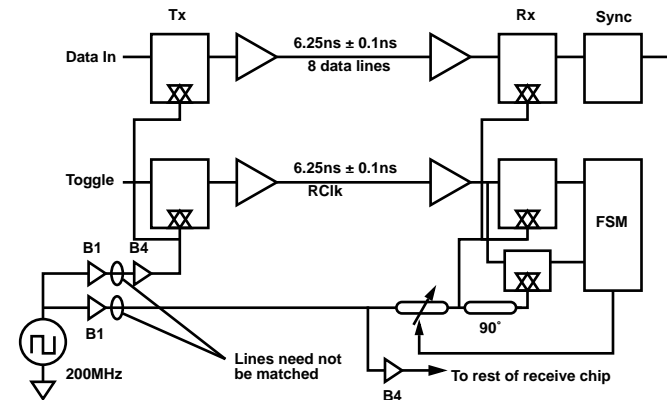 Tx
Rx
Sync
Data In
6.25ns ± 0.1ns
8 data lines
Toggle
6.25ns ± 0.1ns
RClk
FSM
B1
B4
B1
90°
200MHz
Lines need not
be matched
To rest of receive chip
B4